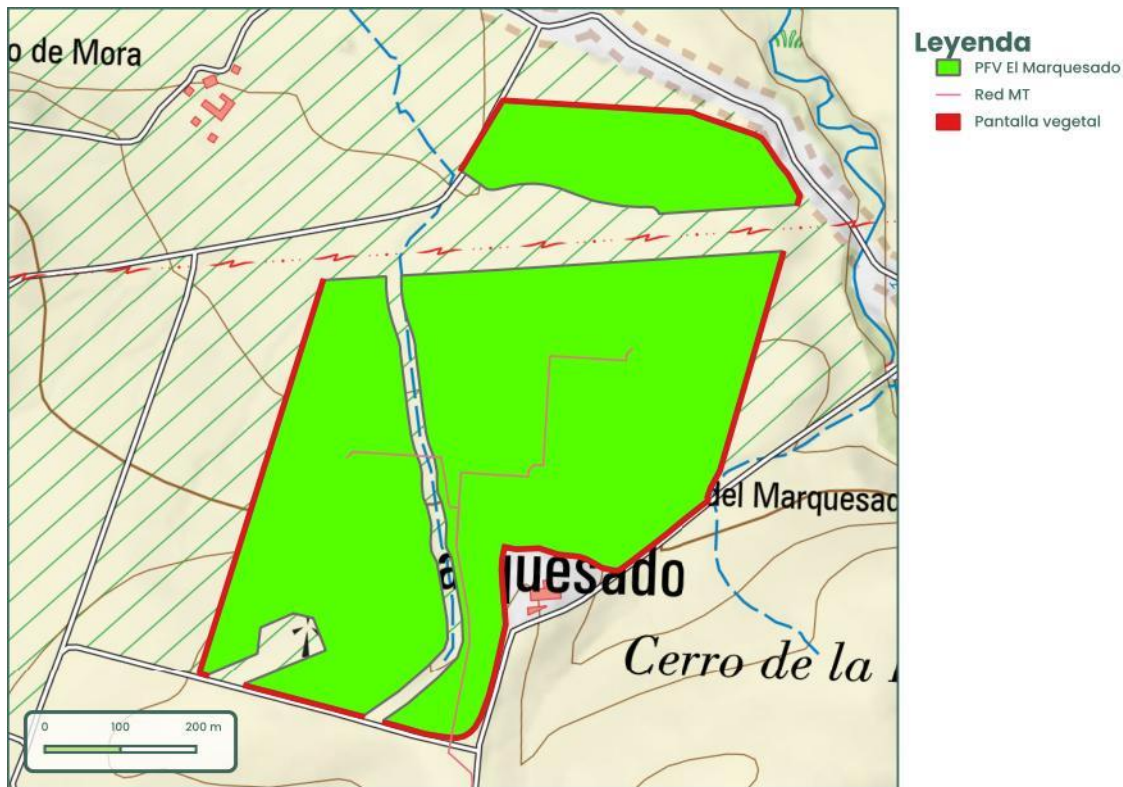 o de Mora
Leyenda
PFV El Marquesado
Red MT
Pantalla vegetal
del Marquesad
quesado
Cerro de la
0 100 200 m